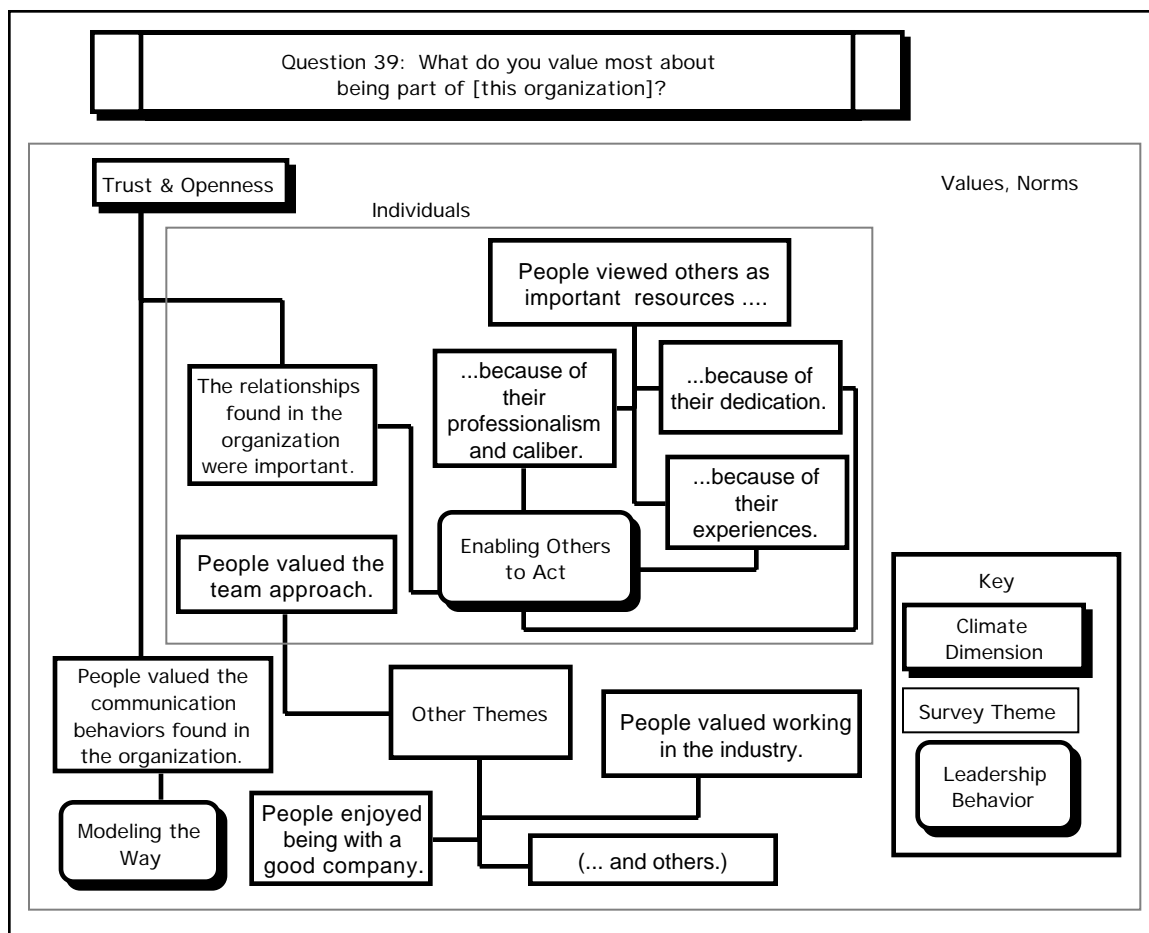 Question 39: What do you value most about
being part of [this organization]?
Trust & Openness
Values, Norms
Individuals
People viewed others as
important resources ....
...because of
their
professionalism
and caliber.
...because of
their dedication.
The relationships
found in the
organization
were important.
...because of
their
experiences.
Enabling Others
to Act
People valued the
team approach.
Key
Climate
Dimension
Survey Theme
Leadership
Behavior
People valued the
communication
behaviors found in
the organization.
Other Themes
People valued working
in the industry.
Modeling the
Way
People enjoyed
being with a
good company.
(... and others.)